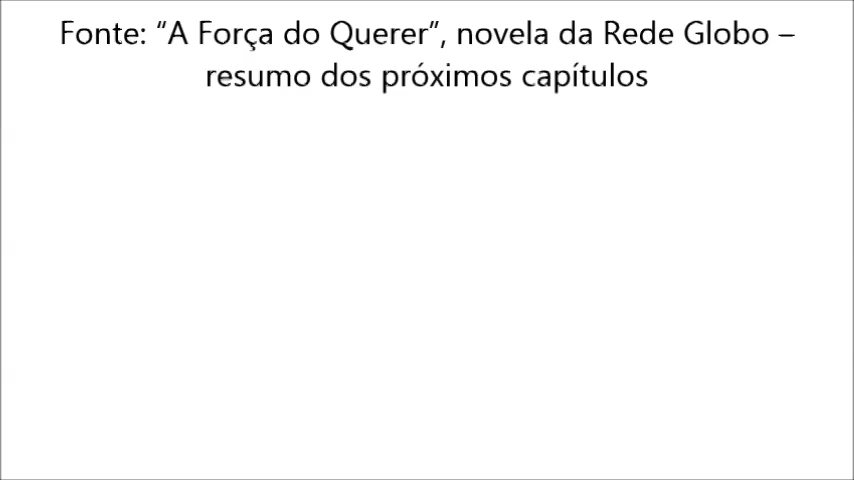 Fonte: “A Força do Querer”, novela da Rede Globo –
resumo dos próximos capítulos